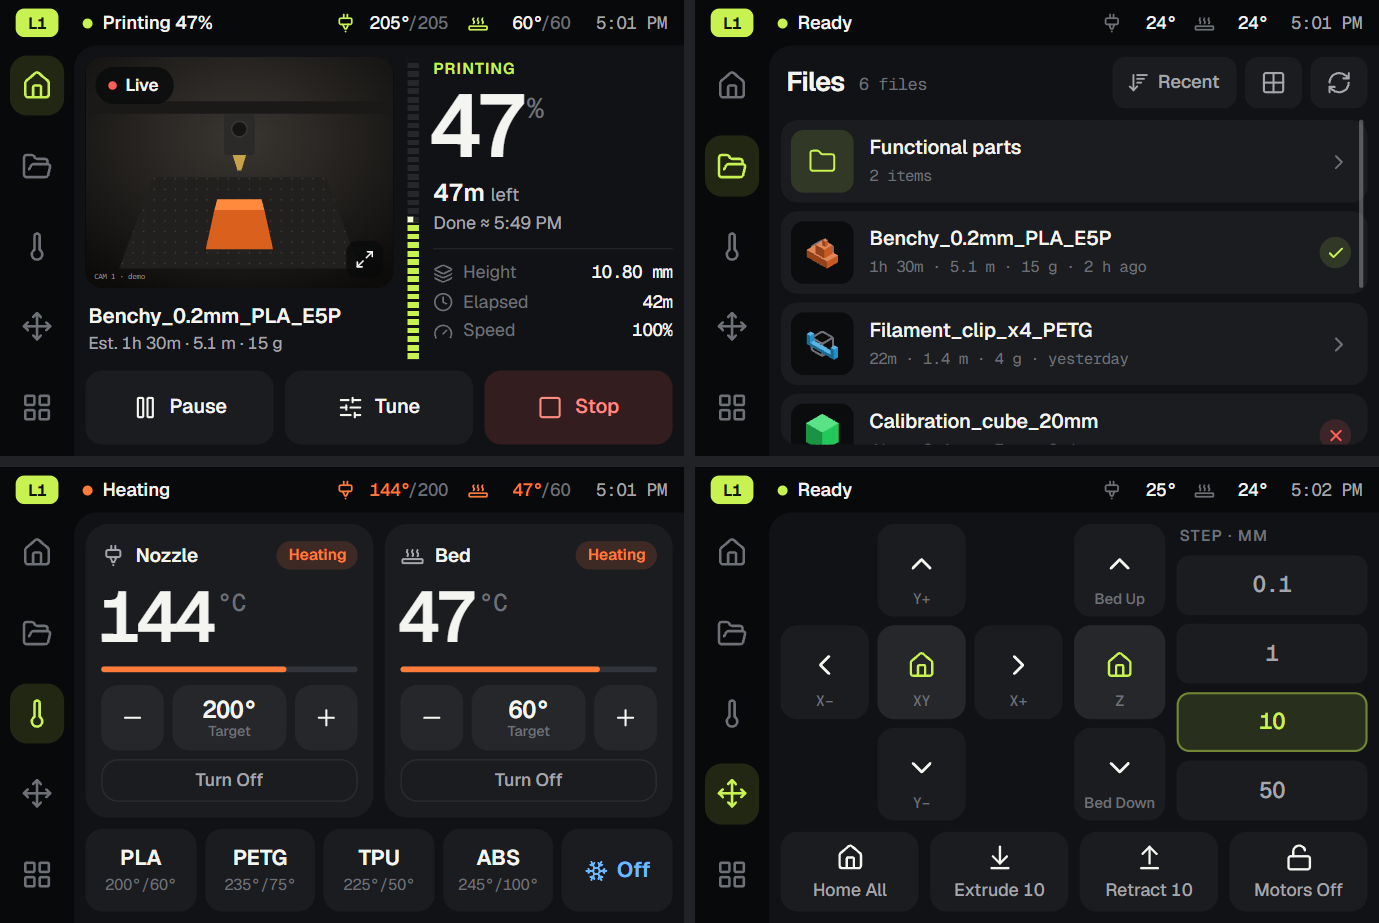 L1 Printing 47% 205°/205 60°/60 5:01 PM
Live
CAM 1 · demo
Benchy_0.2mm_PLA_E5P
Est. 1h 30m · 5.1 m · 15 g
PRINTING
47%
47m left
Done ≈ 5:49 PM
Height 10.80 mm
Elapsed 42m
Speed 100%
Pause Tune Stop
L1 Ready 24° 24° 5:01 PM
Files 6 files Recent
Functional parts
2 items
Benchy_0.2mm_PLA_E5P
1h 30m · 5.1 m · 15 g · 2 h ago
Filament_clip_x4_PETG
22m · 1.4 m · 4 g · yesterday
Calibration_cube_20mm
L1 Heating 144°/200 47°/60 5:01 PM
Nozzle Heating
144°C
− 200° +
Target
Turn Off
Bed Heating
47°C
− 60° +
Target
Turn Off
PLA PETG TPU ABS Off
200°/60° 235°/75° 225°/50° 245°/100°
L1 Ready 25° 24° 5:02 PM
Y+ Bed Up
X− XY X+ Z
Y− Bed Down
STEP · MM
0.1
1
10
50
Home All Extrude 10 Retract 10 Motors Off